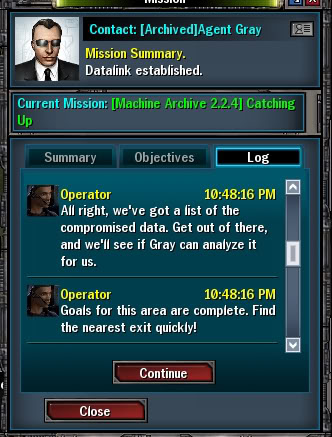 Mission
Contact: [Archived]Agent Gray
Mission Summary.
Datalink established.
Current Mission: [Machine Archive 2.2.4] Catching
Up
Summary
Objectives
Log
Operator 10:48:16 PM
All right, we've got a list of the
compromised data. Get out of there,
and we'll see if Gray can analyze it
for us.
Operator 10:48:16 PM
Goals for this area are complete. Find
the nearest exit quickly!
Continue
Close